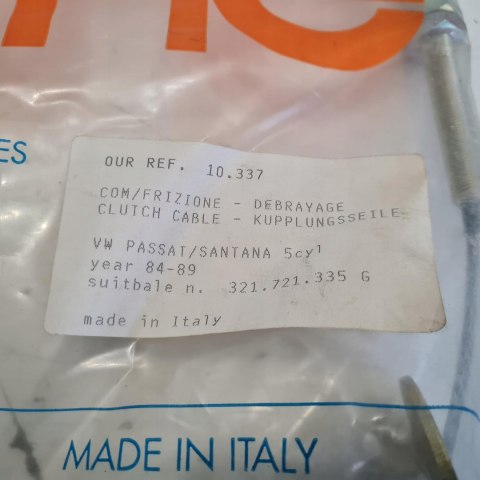 ES
OUR REF. 10.337
COM/FRIZIONE - DEBRAYAGE
CLUTCH CABLE - KUPPLUNGSSEILE
VW PASSAT/SANTANA 5cyl
year 84-89
suitbale n. 321.721.335 G
made in Italy
MADE IN ITALY